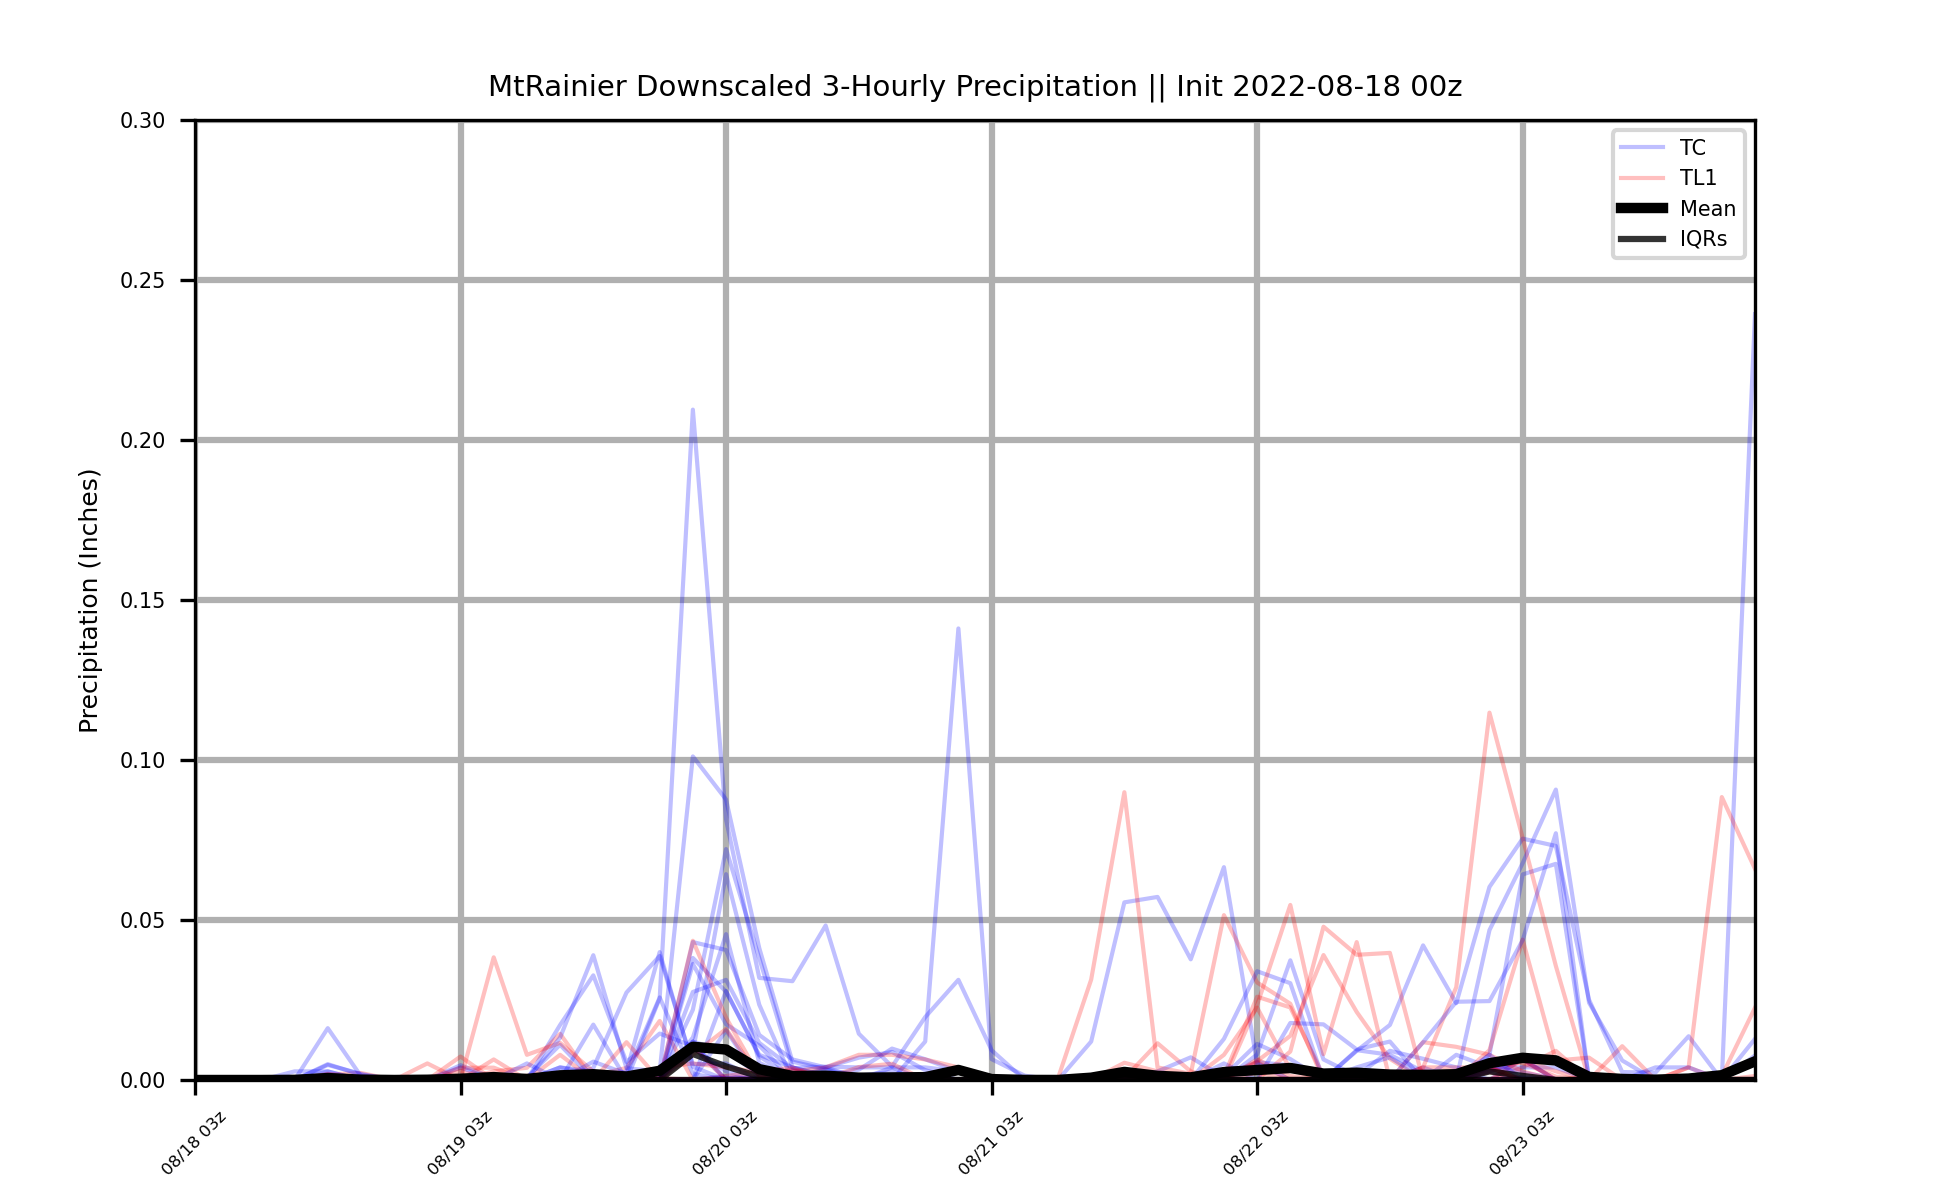 MtRainier Downscaled 3-Hourly Precipitation || Init 2022-08-18 00z
0.30
0.25
0.20
0.15
0.10
0.05
0.00
Precipitation (Inches)
TC
TL1
Mean
IQRs
08/18 03z
08/19 03z
08/20 03z
08/21 03z
08/22 03z
08/23 03z